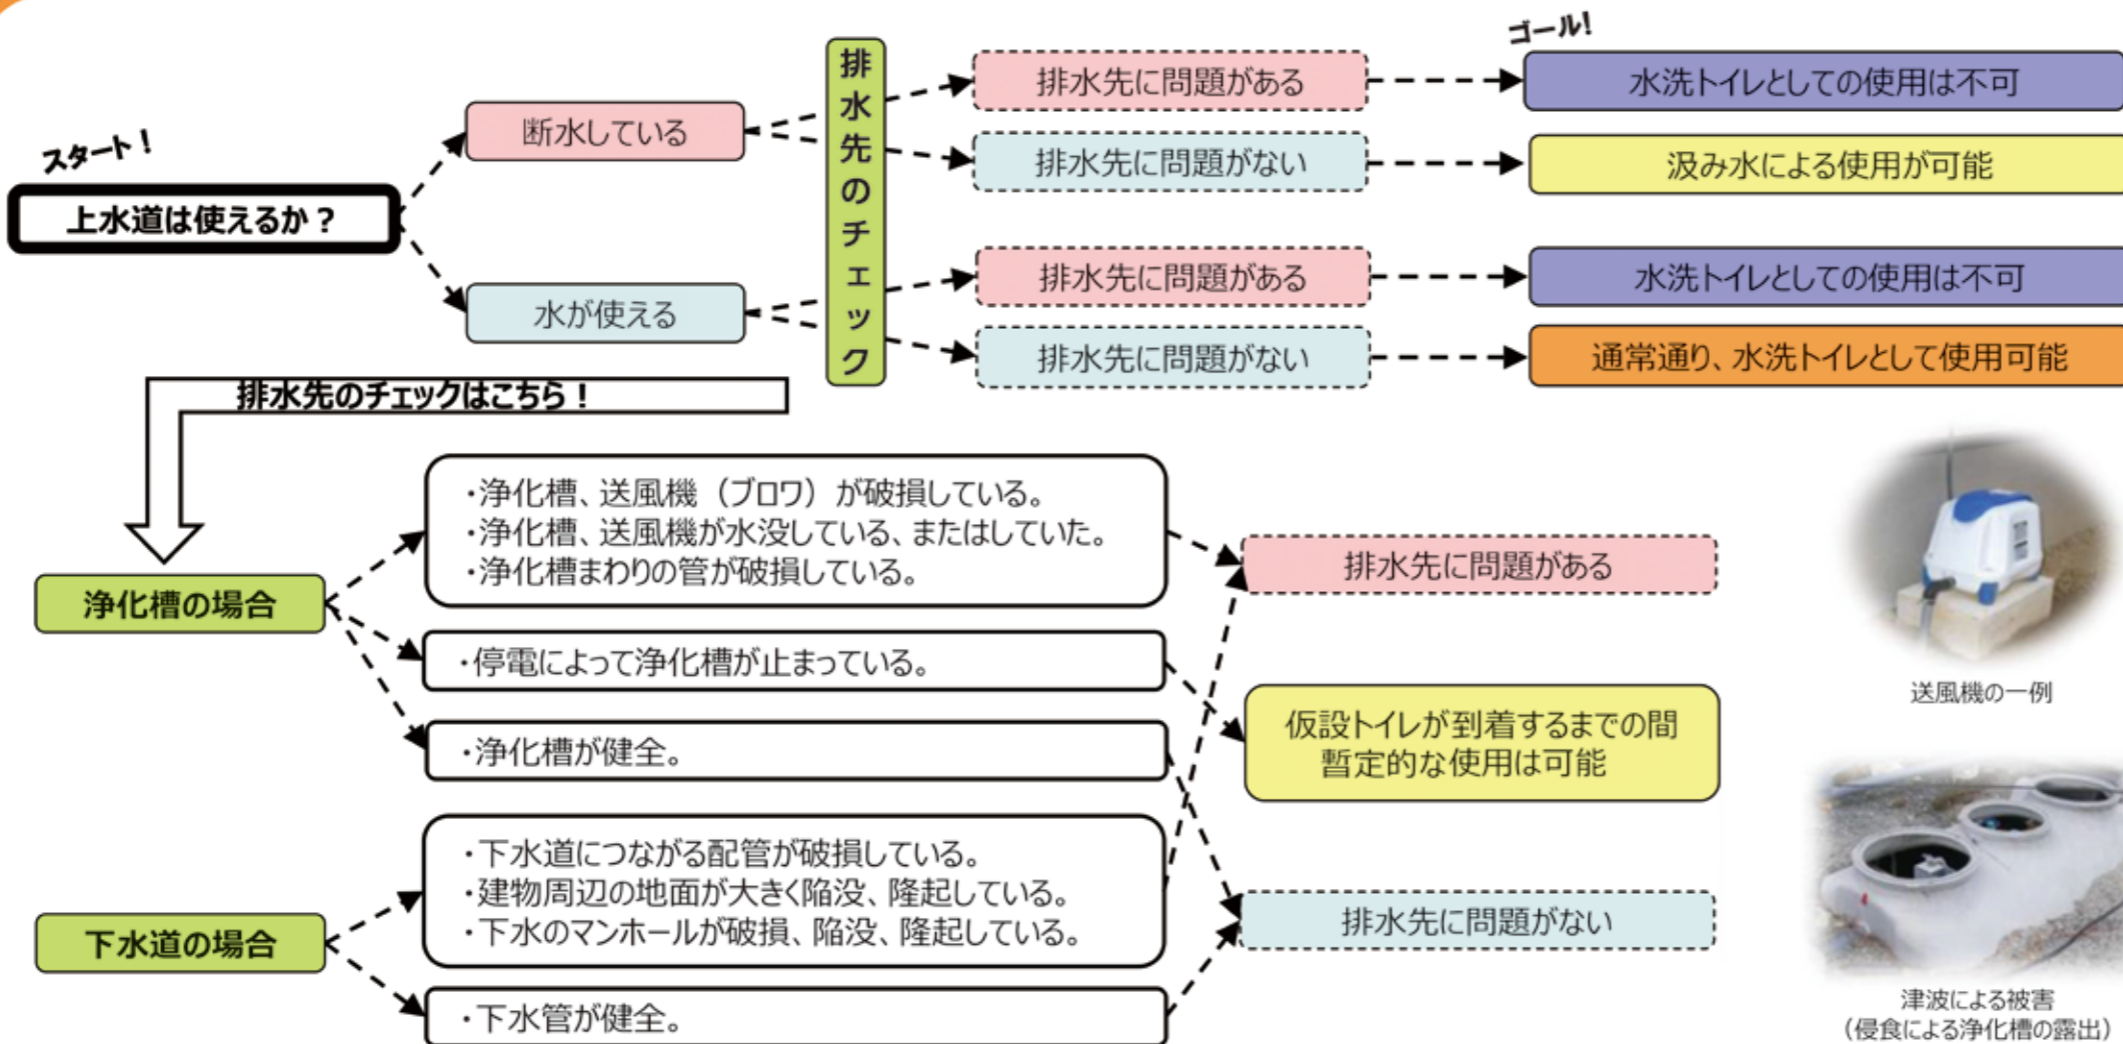 スタート！
上水道は使えるか？
断水している
水が使える
排水先のチェック
排水先に問題がある
排水先に問題がない
排水先に問題がある
排水先に問題がない
ゴール!
水洗トイレとしての使用は不可
汲み水による使用が可能
水洗トイレとしての使用は不可
通常通り、水洗トイレとして使用可能
排水先のチェックはこちら！
浄化槽の場合
・浄化槽、送風機（ブロワ）が破損している。
・浄化槽、送風機が水没している、またはしていた。
・浄化槽まわりの管が破損している。
・停電によって浄化槽が止まっている。
・浄化槽が健全。
下水道の場合
・下水道につながる配管が破損している。
・建物周辺の地面が大きく陥没、隆起している。
・下水のマンホールが破損、陥没、隆起している。
・下水管が健全。
排水先に問題がある
仮設トイレが到着するまでの間
暫定的な使用は可能
排水先に問題がない
送風機の一例
津波による被害
（侵食による浄化槽の露出）